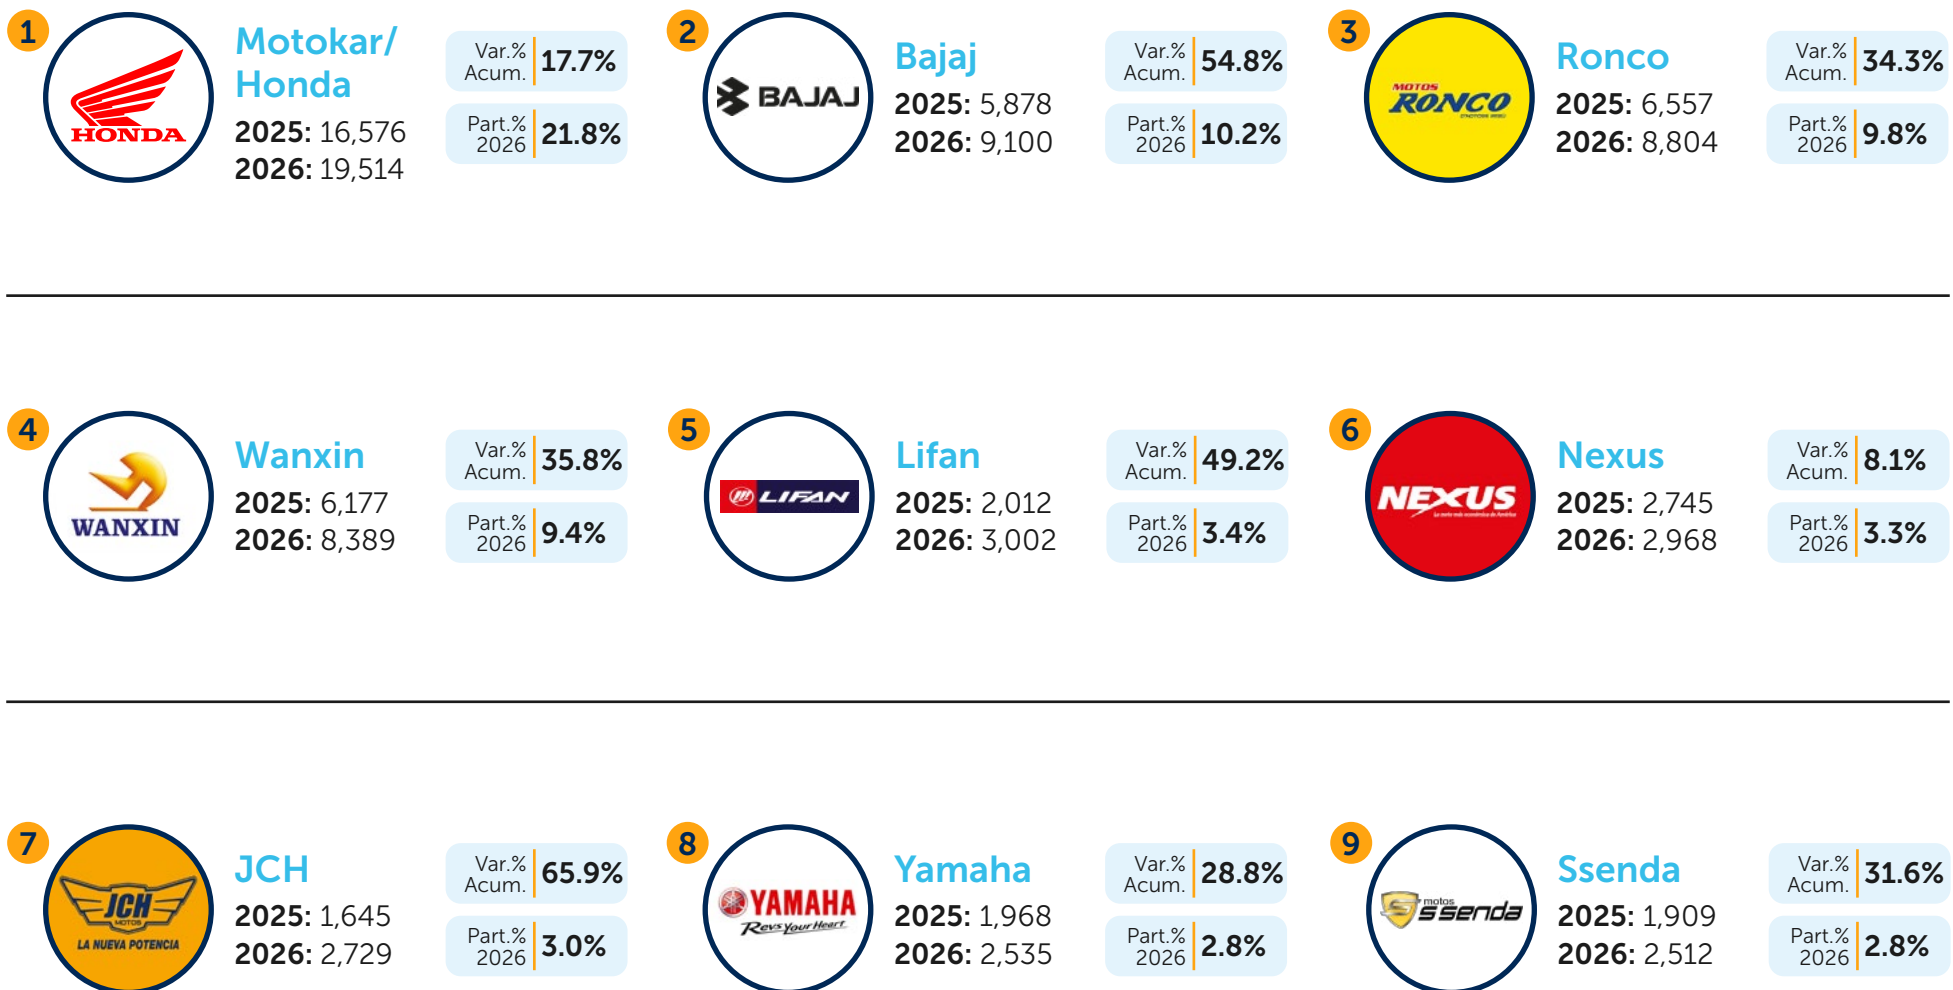 1
HONDA
Motokar/
Honda
2025: 16,576
2026: 19,514
Var.%
Acum.
17.7%
Part.%
2026
21.8%
2
BAJAJ
Bajaj
2025: 5,878
2026: 9,100
Var.%
Acum.
54.8%
Part.%
2026
10.2%
3
MOTOS
RONCO
Ronco
2025: 6,557
2026: 8,804
Var.%
Acum.
34.3%
Part.%
2026
9.8%
4
WANXIN
Wanxin
2025: 6,177
2026: 8,389
Var.%
Acum.
35.8%
Part.%
2026
9.4%
5
LIFAN
Lifan
2025: 2,012
2026: 3,002
Var.%
Acum.
49.2%
Part.%
2026
3.4%
6
NEXUS
La moto más económica de América
Nexus
2025: 2,745
2026: 2,968
Var.%
Acum.
8.1%
Part.%
2026
3.3%
7
JCH
MOTOS
LA NUEVA POTENCIA
JCH
2025: 1,645
2026: 2,729
Var.%
Acum.
65.9%
Part.%
2026
3.0%
8
YAMAHA
Revs Your Heart
Yamaha
2025: 1,968
2026: 2,535
Var.%
Acum.
28.8%
Part.%
2026
2.8%
9
motos
ssenda
Ssenda
2025: 1,909
2026: 2,512
Var.%
Acum.
31.6%
Part.%
2026
2.8%